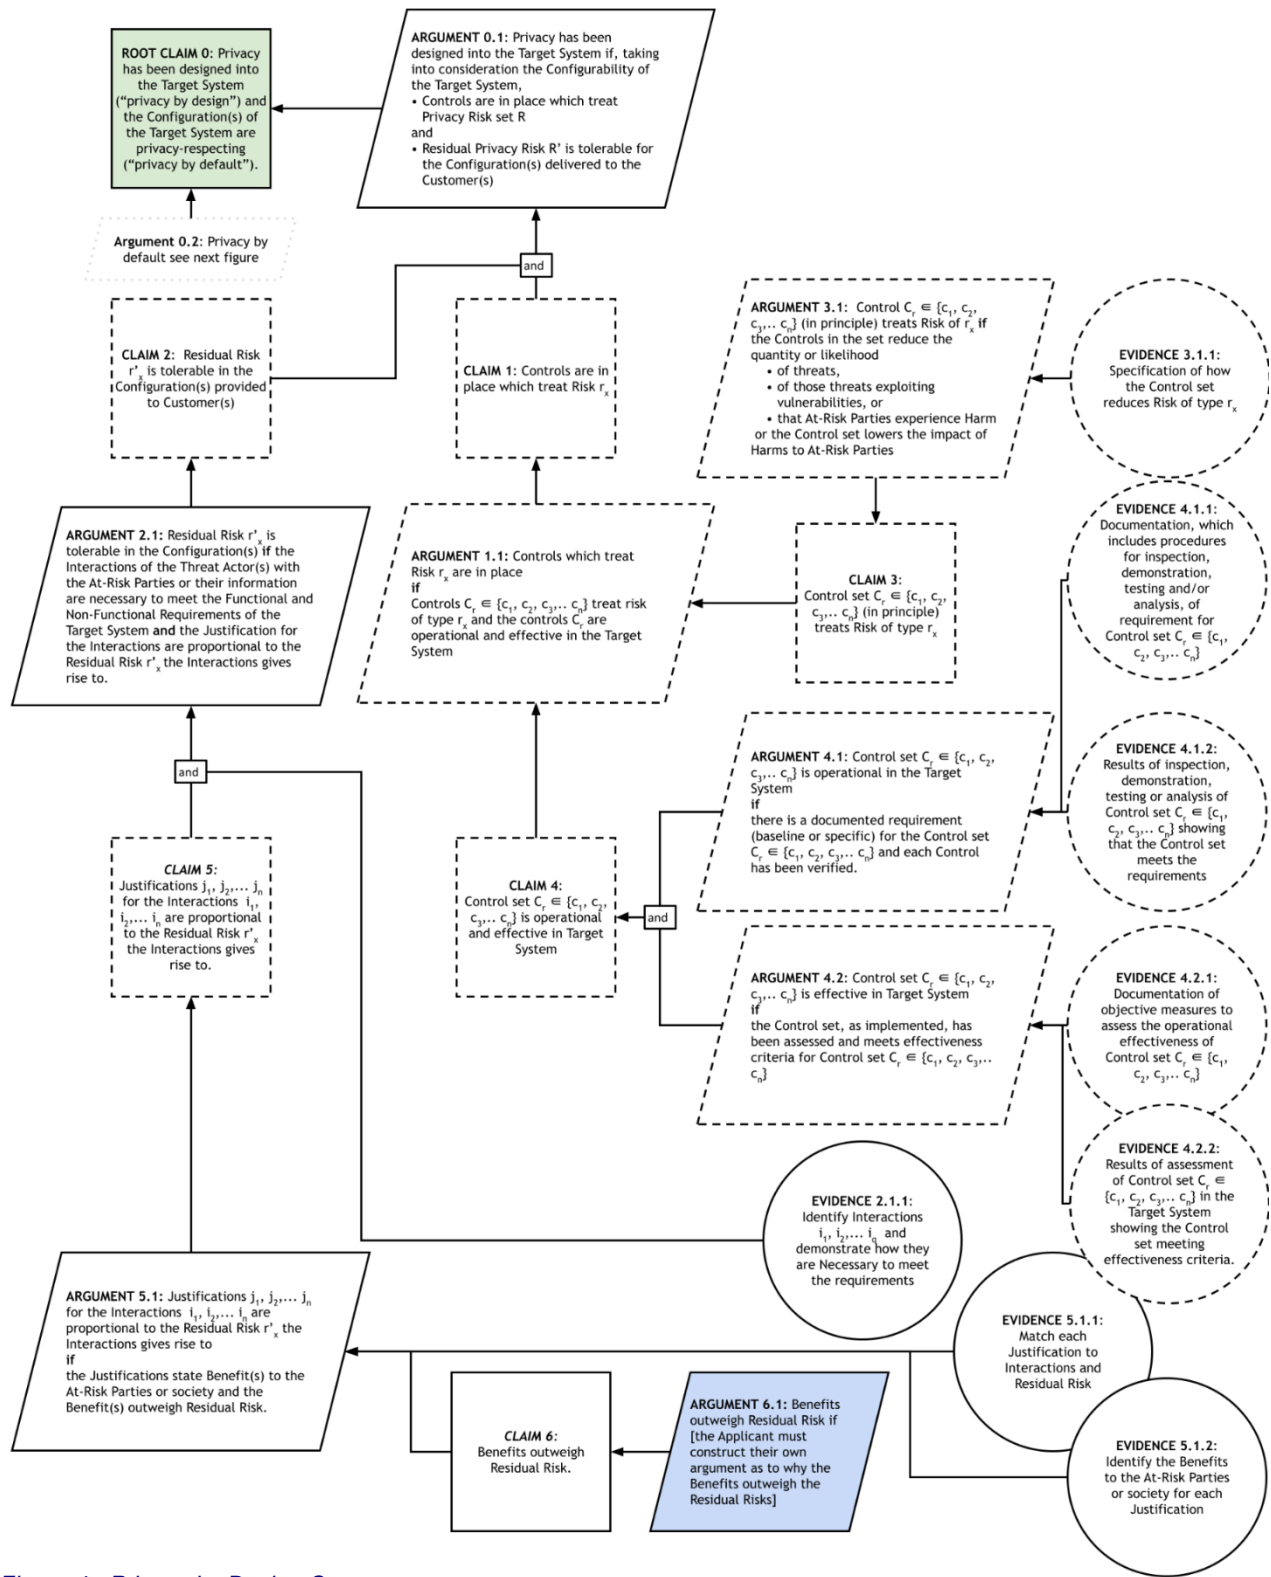 ROOT CLAIM 0: Privacy
has been designed into
the Target System
(“privacy by design”) and
the Configuration(s) of
the Target System are
privacy-respecting
(“privacy by default”).
ARGUMENT 0.1: Privacy has been
designed into the Target System if, taking
into consideration the Configurability of
the Target System,
• Controls are in place which treat
Privacy Risk set R
and
• Residual Privacy Risk R’ is tolerable for
the Configuration(s) delivered to the
Customer(s)
Argument 0.2: Privacy by
default see next figure
and
CLAIM 2: Residual Risk
r’x is tolerable in the
Configuration(s) provided
to Customer(s)
CLAIM 1: Controls are in
place which treat Risk rx
ARGUMENT 3.1: Control Cr ∈ {c1, c2,
c3,.. cn} (in principle) treats Risk of rx if
the Controls in the set reduce the
quantity or likelihood
• of threats,
• of those threats exploiting
vulnerabilities, or
• that At-Risk Parties experience Harm
or the Control set lowers the impact of
Harms to At-Risk Parties
EVIDENCE 3.1.1:
Specification of how
the Control set
reduces Risk of type rx
ARGUMENT 2.1: Residual Risk r’x is
tolerable in the Configuration(s) if the
Interactions of the Threat Actor(s) with
the At-Risk Parties or their information
are necessary to meet the Functional and
Non-Functional Requirements of the
Target System and the Justification for
the Interactions are proportional to the
Residual Risk r’x the Interactions gives
rise to.
ARGUMENT 1.1: Controls which treat
Risk rx are in place
if
Controls Cr ∈ {c1, c2, c3,.. cn} treat risk
of type rx and the controls Cr are
operational and effective in the Target
System
CLAIM 3:
Control set Cr ∈ {c1, c2,
c3,.. cn} (in principle)
treats Risk of type rx
EVIDENCE 4.1.1:
Documentation, which
includes procedures
for inspection,
demonstration,
testing and/or
analysis, of
requirement for
Control set Cr ∈ {c1,
c2, c3,.. cn}
and
ARGUMENT 4.1: Control set Cr ∈ {c1, c2,
c3,.. cn} is operational in the Target
System
if
there is a documented requirement
(baseline or specific) for the Control set
Cr ∈ {c1, c2, c3,.. cn} and each Control
has been verified.
EVIDENCE 4.1.2:
Results of inspection,
demonstration,
testing or analysis of
Control set Cr ∈ {c1,
c2, c3,.. cn} showing
that the Control set
meets the
requirements
CLAIM 5:
Justifications j1, j2,... jn
for the Interactions i1,
i2,... in are proportional
to the Residual Risk r’x
the Interactions gives
rise to.
CLAIM 4:
Control set Cr ∈ {c1, c2,
c3,.. cn} is operational
and effective in Target
System
and
ARGUMENT 4.2: Control set Cr ∈ {c1, c2,
c3,.. cn} is effective in Target System
if
the Control set, as implemented, has
been assessed and meets effectiveness
criteria for Control set Cr ∈ {c1, c2, c3,..
cn}
EVIDENCE 4.2.1:
Documentation of
objective measures to
assess the operational
effectiveness of
Control set Cr ∈ {c1,
c2, c3,.. cn}
EVIDENCE 4.2.2:
Results of assessment
of Control set Cr ∈
{c1, c2, c3,.. cn} in the
Target System
showing the Control
set meeting
effectiveness criteria.
EVIDENCE 2.1.1:
Identify Interactions
i1, i2,... iq and
demonstrate how they
are Necessary to meet
the requirements
ARGUMENT 5.1: Justifications j1, j2,... jn
for the Interactions i1, i2,... in are
proportional to the Residual Risk r’x the
Interactions gives rise to
if
the Justifications state Benefit(s) to the
At-Risk Parties or society and the
Benefit(s) outweigh Residual Risk.
EVIDENCE 5.1.1:
Match each
Justification to
Interactions and
Residual Risk
CLAIM 6:
Benefits outweigh
Residual Risk.
ARGUMENT 6.1: Benefits
outweigh Residual Risk if
[the Applicant must
construct their own
argument as to why the
Benefits outweigh the
Residual Risks]
EVIDENCE 5.1.2:
Identify the Benefits
to the At-Risk Parties
or society for each
Justification